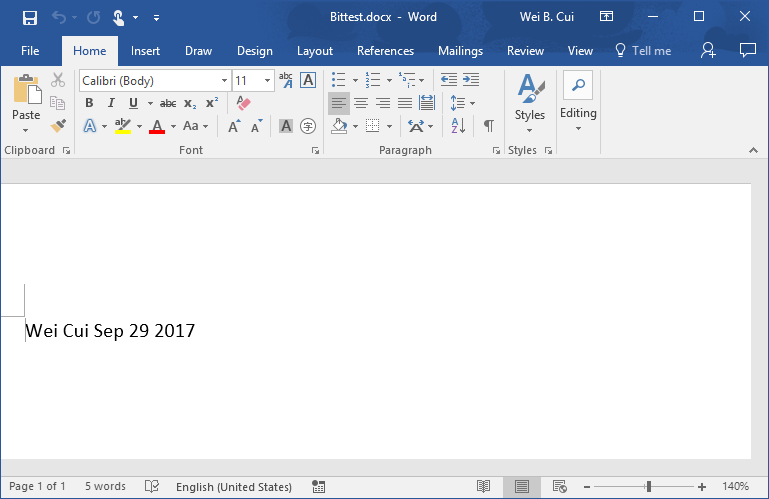 Bittest.docx - Word
Wei B. Cui
File Home Insert Draw Design Layout References Mailings Review View Tell me
Calibri (Body) 11
Paste
B I U abc x₂ x²
A ab A Aa A A A 字
Styles
Editing
Clipboard Font Paragraph Styles
Wei Cui Sep 29 2017
Page 1 of 1 5 words English (United States) 140%